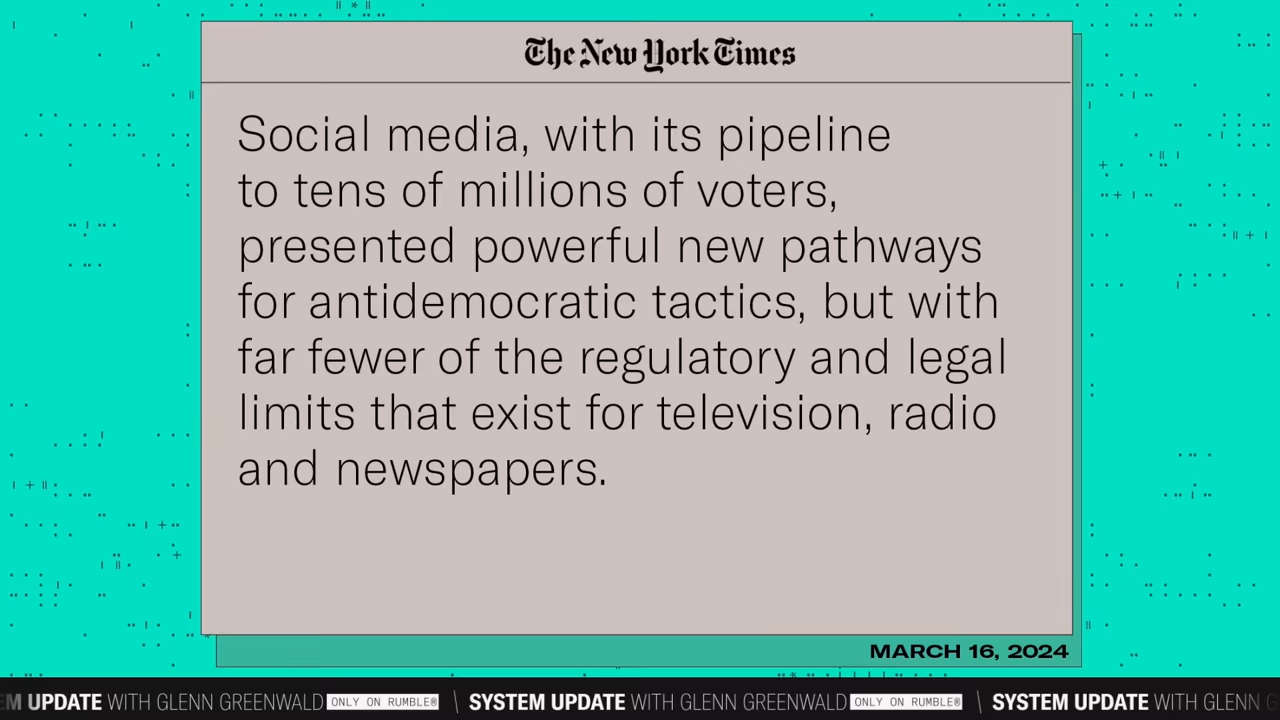 The New York Times
Social media, with its pipeline
to tens of millions of voters,
presented powerful new pathways
for antidemocratic tactics, but with
far fewer of the regulatory and legal
limits that exist for television, radio
and newspapers.
MARCH 16, 2024
EM UPDATE WITH GLENN GREENWALD ONLY ON RUMBLE® \ SYSTEM UPDATE WITH GLENN GREENWALD ONLY ON RUMBLE® \ SYSTEM UPDATE WITH GLENN G